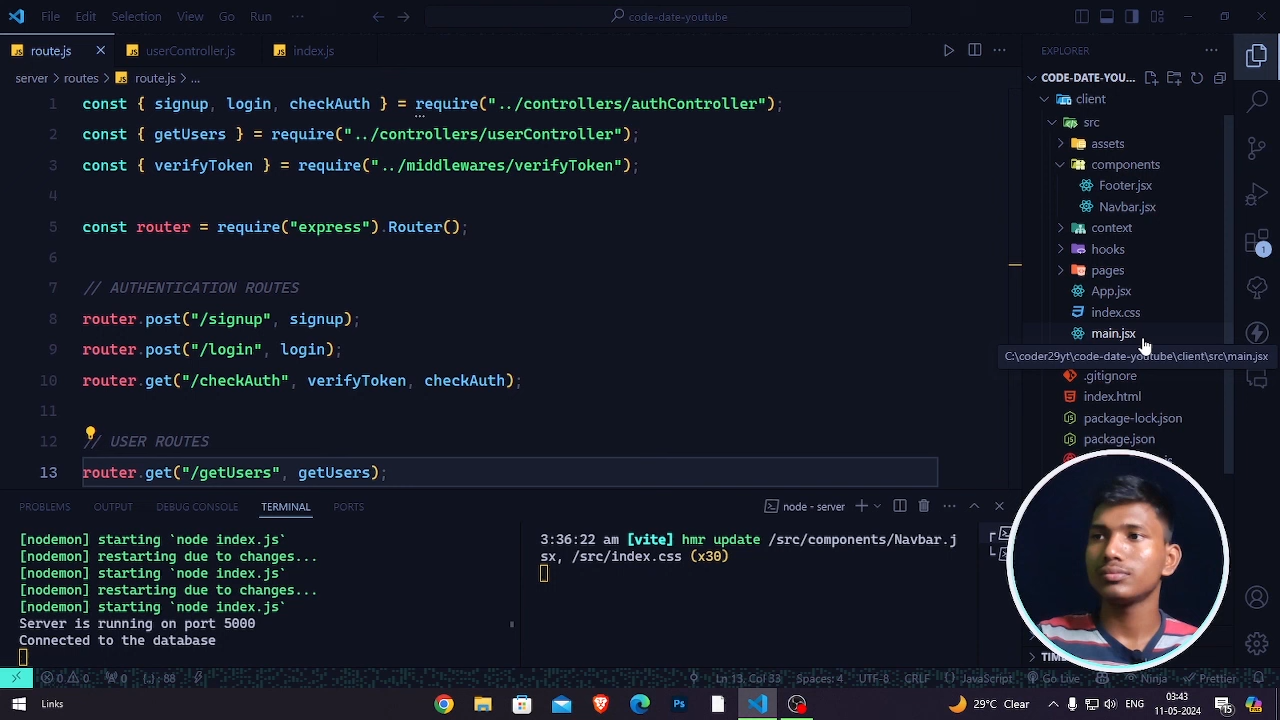 File Edit Selection View Go Run ··· code-date-youtube
route.js userController.js index.js
server > routes > route.js > ...
1 const { signup, login, checkAuth } = require("../controllers/authController");
2 const { getUsers } = require("../controllers/userController");
3 const { verifyToken } = require("../middlewares/verifyToken");
4
5 const router = require("express").Router();
6
7 // AUTHENTICATION ROUTES
8 router.post("/signup", signup);
9 router.post("/login", login);
10 router.get("/checkAuth", verifyToken, checkAuth);
11
12 // USER ROUTES
13 router.get("/getUsers", getUsers);
EXPLORER
CODE-DATE-YOU...
client
src
assets
components
Footer.jsx
Navbar.jsx
context
hooks
pages
App.jsx
index.css
main.jsx
C:\coder29yt\code-date-youtube\client\src\main.jsx
.gitignore
index.html
package-lock.json
package.json
1
PROBLEMS OUTPUT DEBUG CONSOLE TERMINAL PORTS
node - server
[nodemon] starting `node index.js`
[nodemon] restarting due to changes...
[nodemon] starting `node index.js`
[nodemon] restarting due to changes...
[nodemon] starting `node index.js`
Server is running on port 5000
Connected to the database
3:36:22 am [vite] hmr update /src/components/Navbar.j
sx, /src/index.css (x30)
0 0 0 {..}: 88 Ln 13, Col 33 Spaces: 4 UTF-8 CRLF {} JavaScript Go Live Ninja Prettier
Links 29°C Clear ENG 03:43
11-05-2024